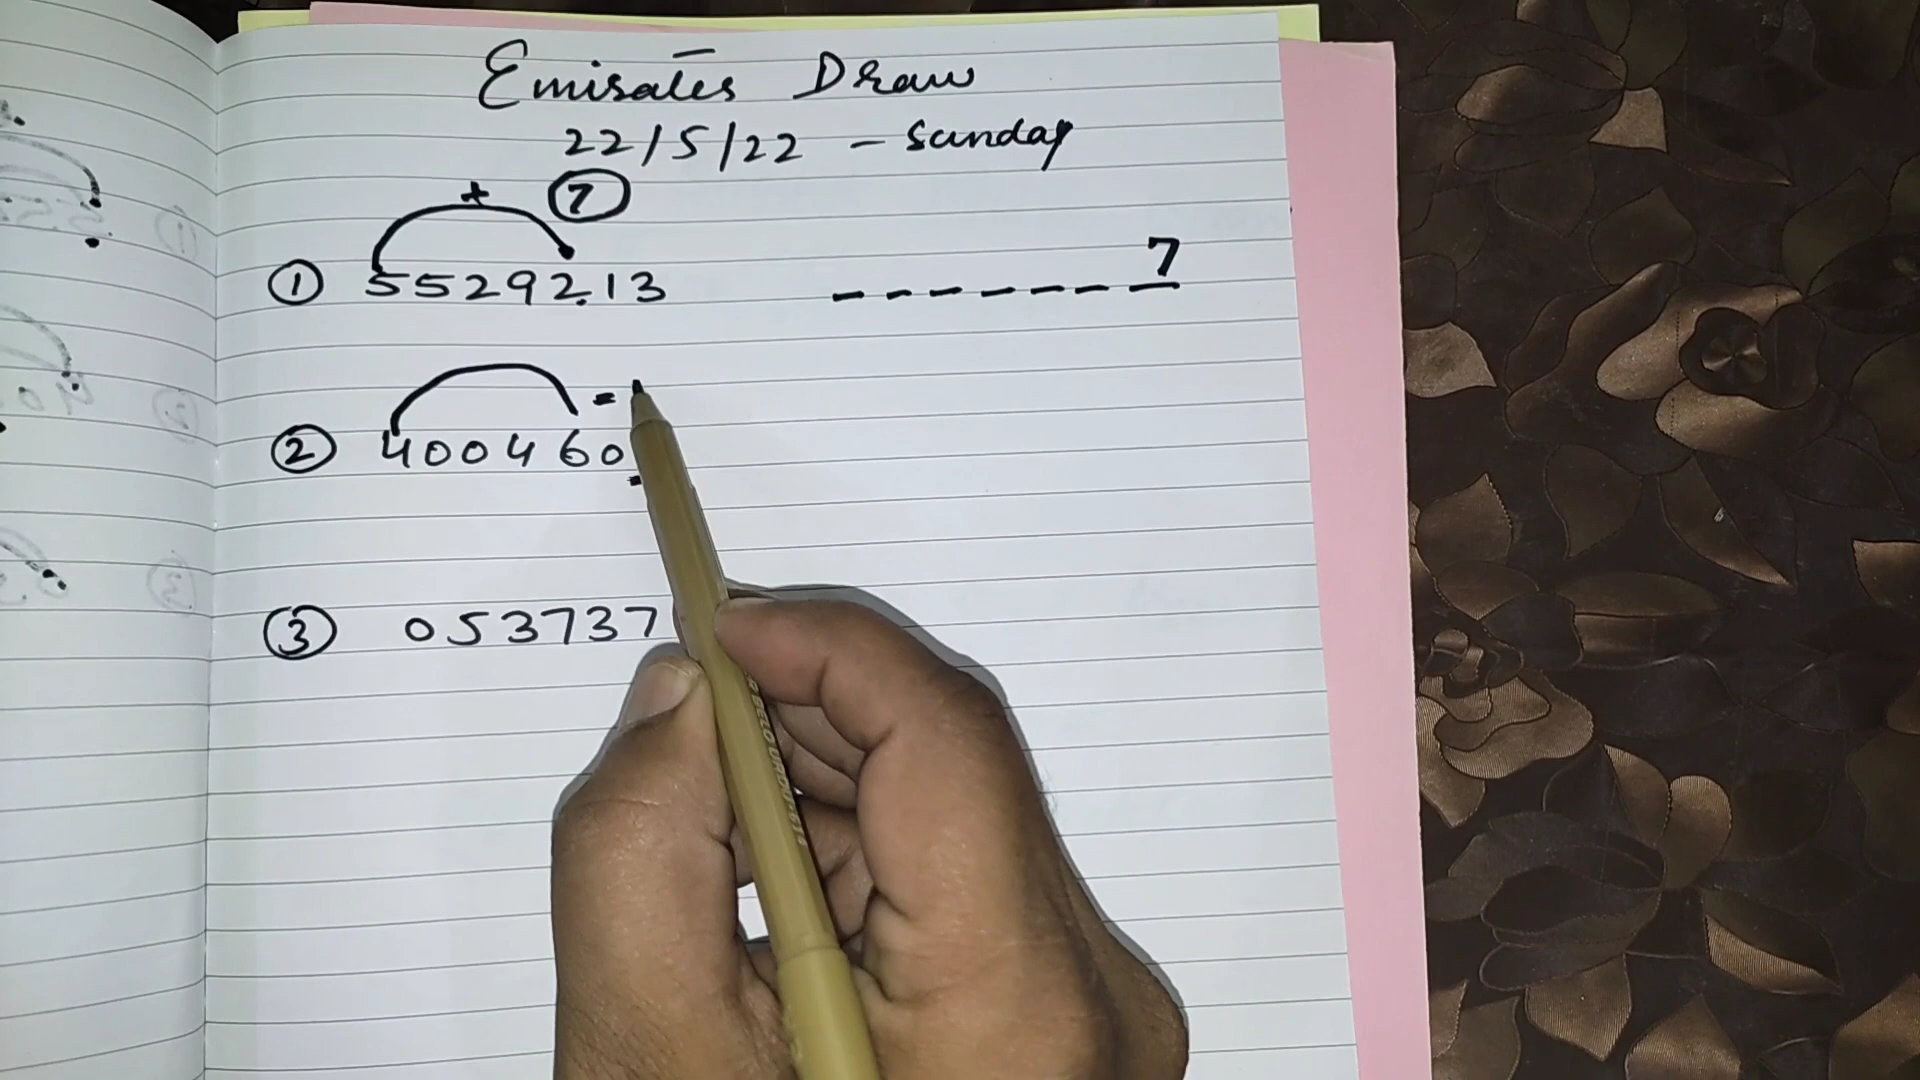 Emirates Draw
22/5/22 - Sunday
+ 7
① 5529213 _ _ _ _ _ _ 7
=
② 400460
③ 053737